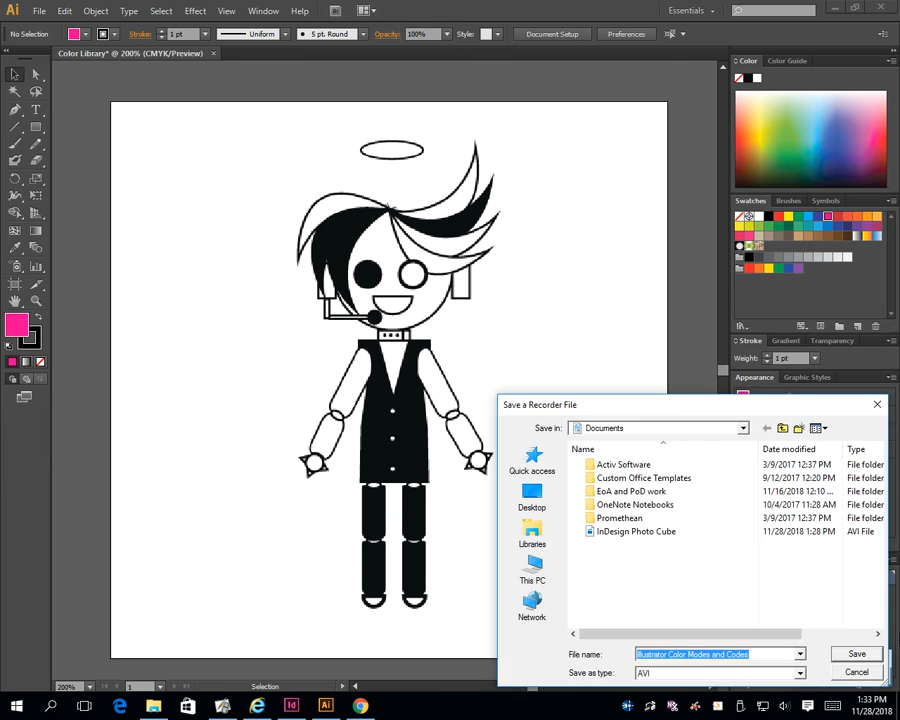 Ai File Edit Object Type Select Effect View Window Help Br Essentials
No Selection Stroke: 1 pt Uniform 5 pt. Round Opacity: 100% Style: Document Setup Preferences
Color Library* @ 200% (CMYK/Preview) ×
Color Color Guide
Swatches Brushes Symbols
Stroke Gradient Transparency
Weight: 1 pt
Appearance Graphic Styles
Save a Recorder File
Save in: Documents
Name Date modified Type
Activ Software 3/9/2017 12:37 PM File folder
Custom Office Templates 9/12/2017 12:20 PM File folder
EoA and PoD work 11/16/2018 12:10 ... File folder
OneNote Notebooks 10/4/2017 11:28 AM File folder
Promethean 3/9/2017 12:37 PM File folder
InDesign Photo Cube 11/28/2018 1:28 PM AVI File
Quick access
Desktop
Libraries
This PC
Network
File name: Illustrator Color Modes and Codes Save
Save as type: AVI Cancel
200% 1 Selection
Id Ai
1:33 PM
11/28/2018